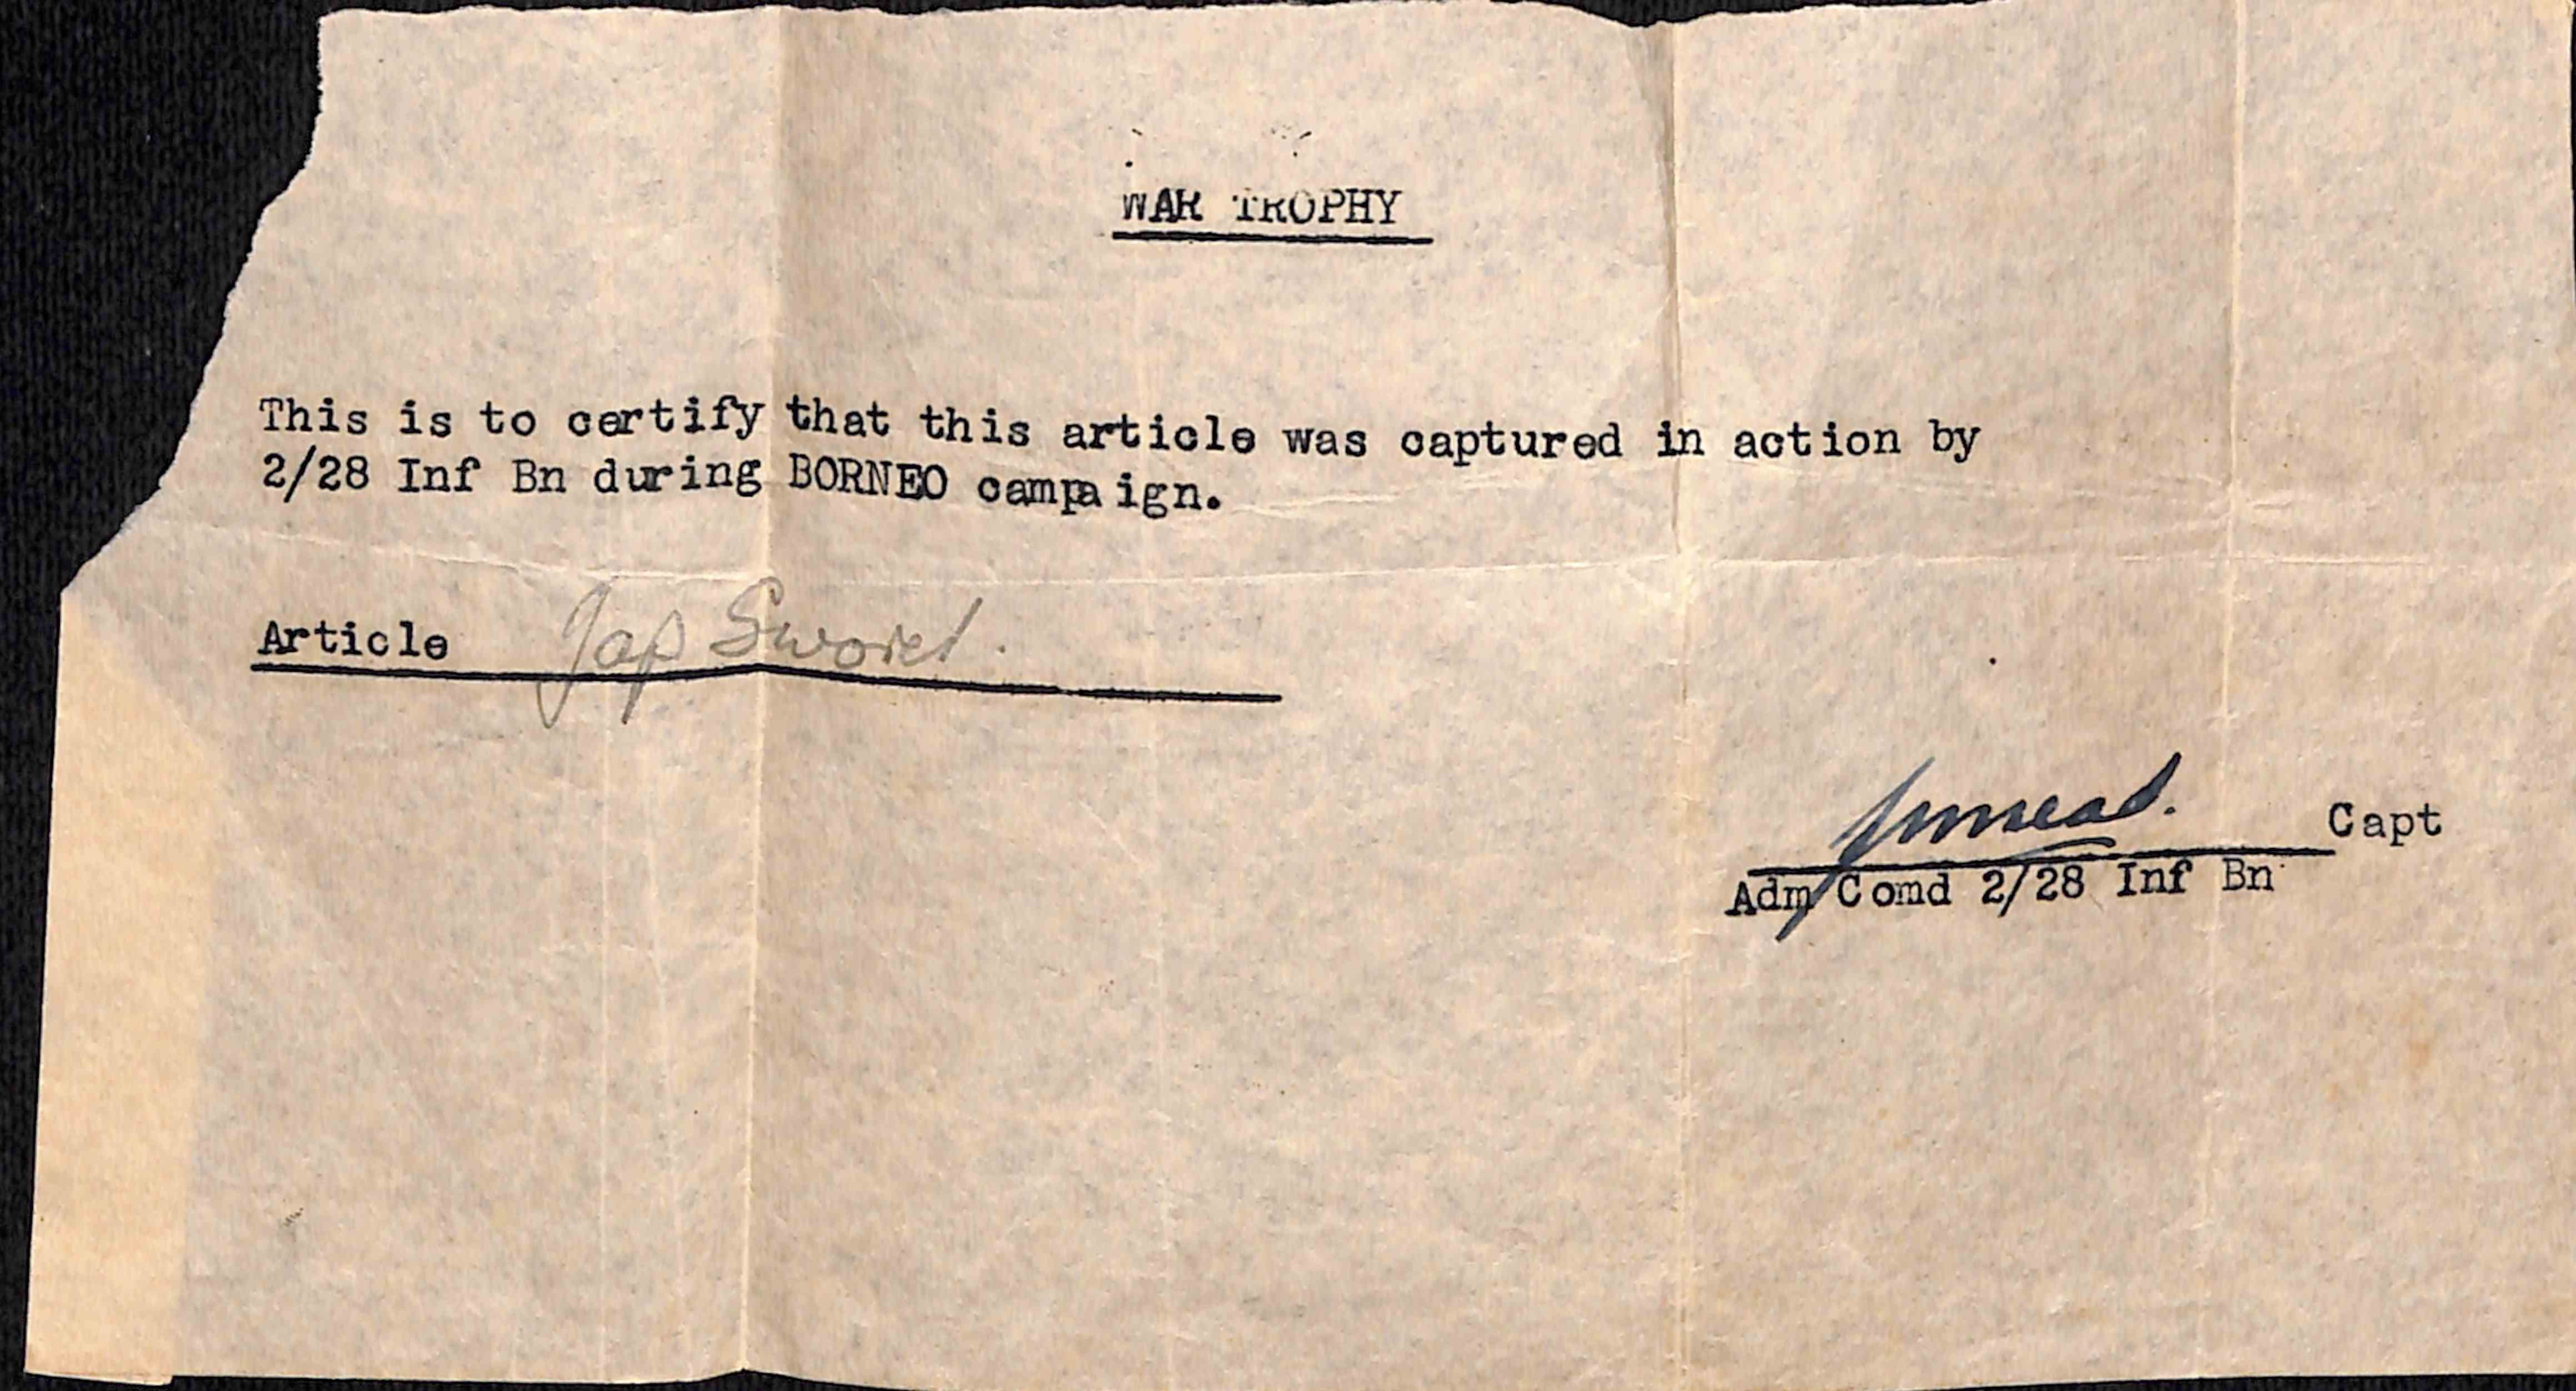 WAR TROPHY
This is to certify that this article was captured in action by
2/28 Inf Bn during BORNEO campaign.
Article Jap Sword.
Capt
Adm Comd 2/28 Inf Bn